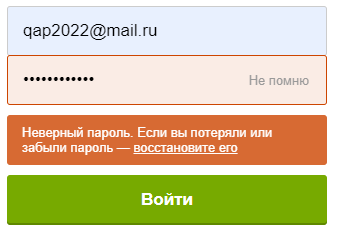 qap2022@mail.ru
•••••••••••• Не помню
Неверный пароль. Если вы потеряли или
забыли пароль — восстановите его
Войти